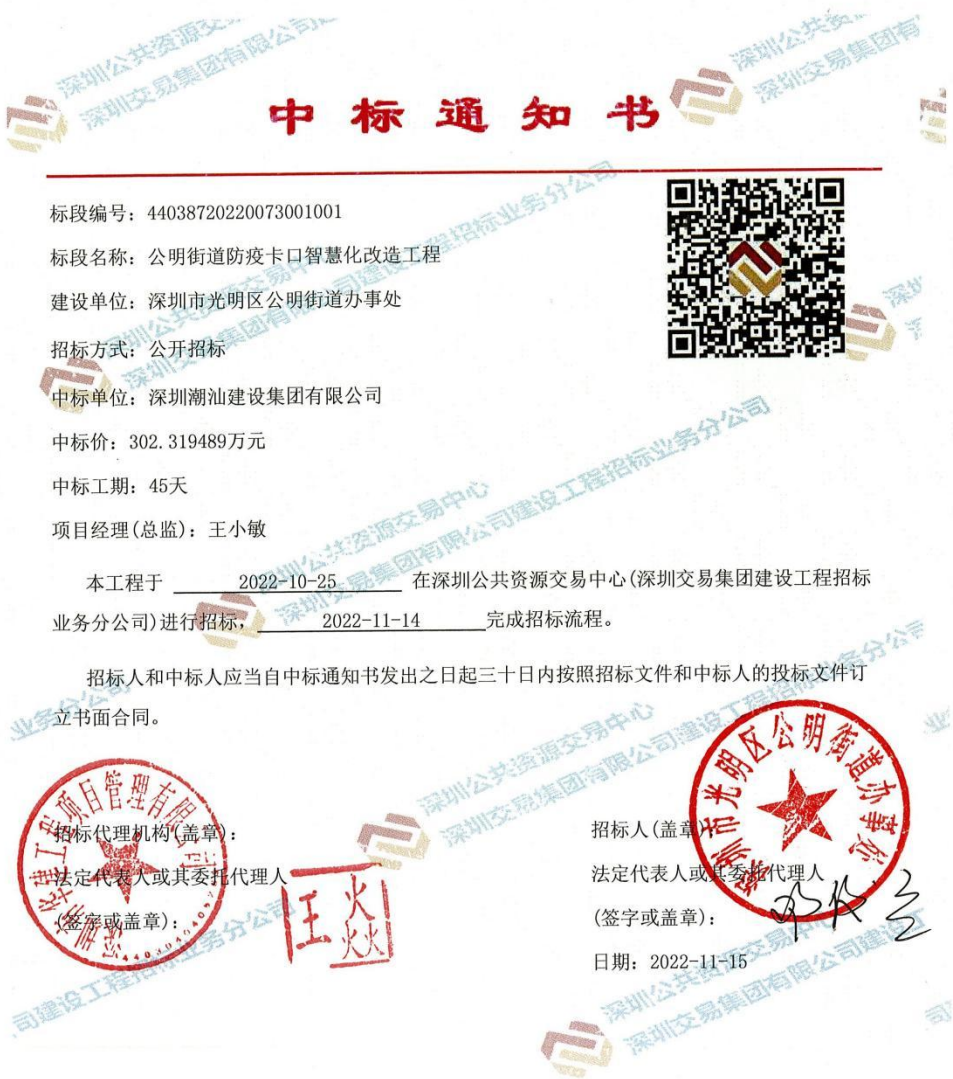 中标通知书
标段编号：44038720220073001001
标段名称：公明街道防疫卡口智慧化改造工程
建设单位：深圳市光明区公明街道办事处
招标方式：公开招标
中标单位：深圳潮汕建设集团有限公司
中标价：302.319489万元
中标工期：45天
项目经理(总监)：王小敏
本工程于 2022-10-25 在深圳公共资源交易中心(深圳交易集团建设工程招标
业务分公司)进行招标，2022-11-14完成招标流程。
招标人和中标人应当自中标通知书发出之日起三十日内按照招标文件和中标人的投标文件订
立书面合同。
招标代理机构(盖章)：
法定代表人或其委托代理人
(签字或盖章)：
王焱
招标人(盖章)：
法定代表人或其委托代理人
(签字或盖章)：
日期：2022-11-15
深圳市光明区公明街道办事处
深圳公共资源交易中心
深圳交易集团有限公司建设工程招标业务分公司